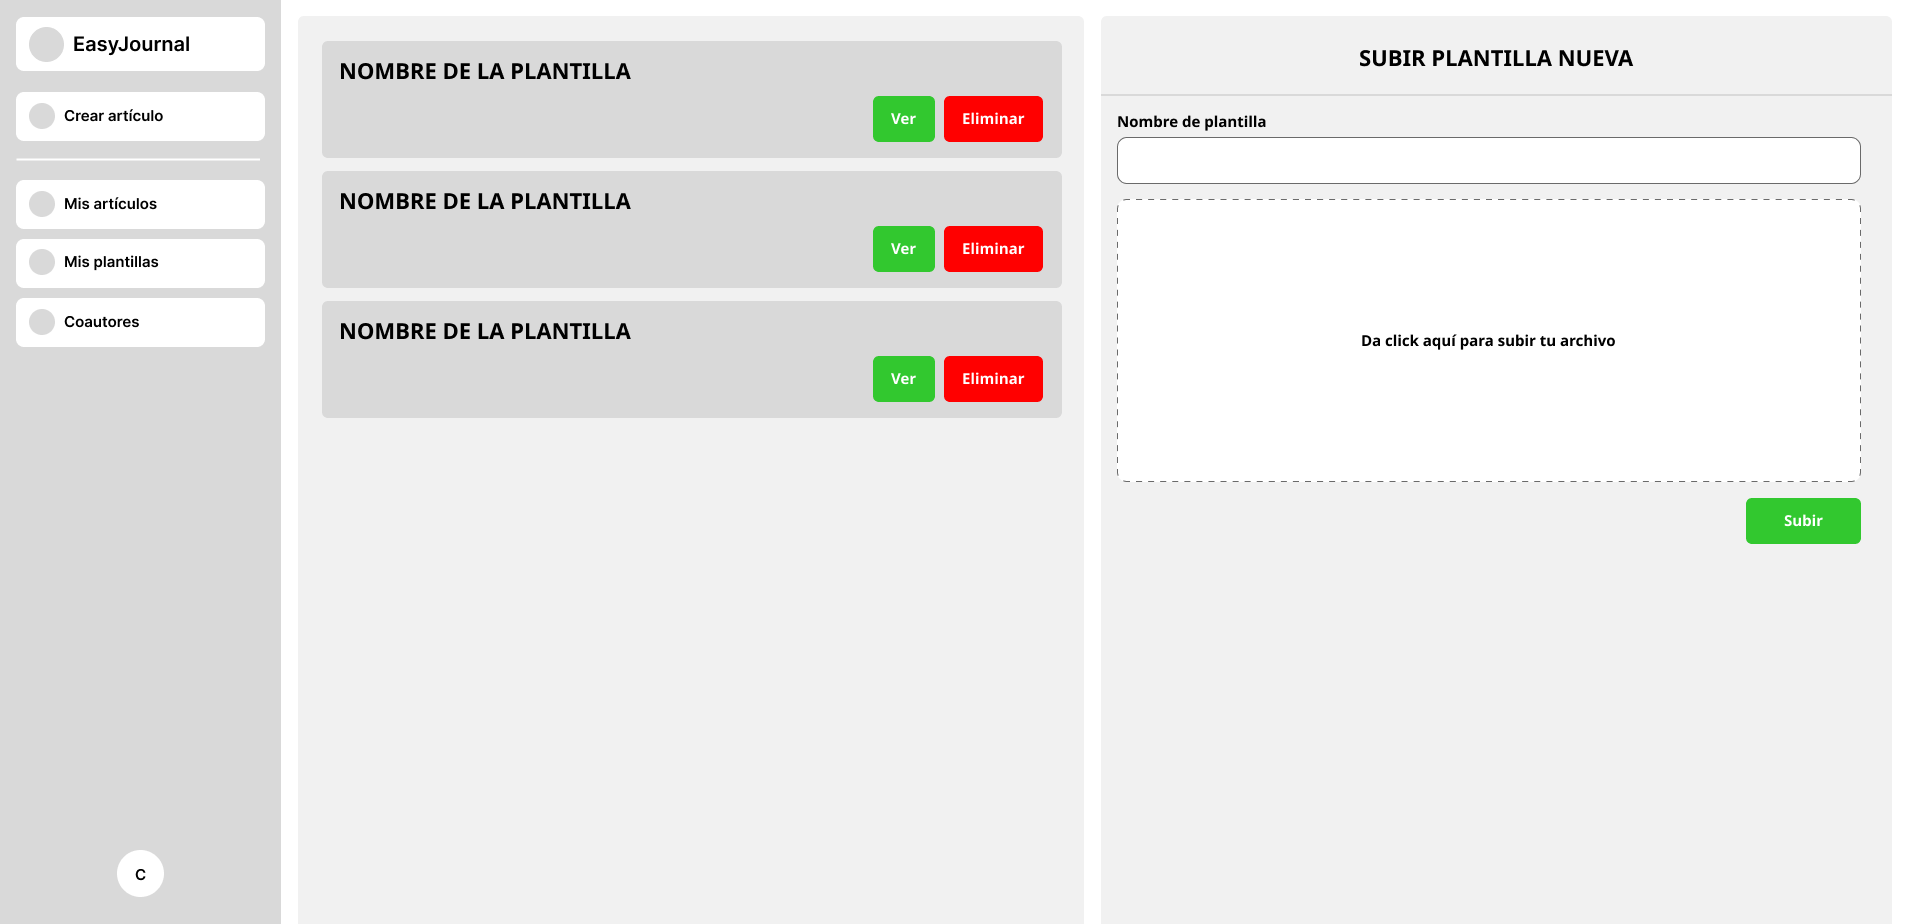 EasyJournal
Crear artículo
Mis artículos
Mis plantillas
Coautores
C
NOMBRE DE LA PLANTILLA
Ver
Eliminar
NOMBRE DE LA PLANTILLA
Ver
Eliminar
NOMBRE DE LA PLANTILLA
Ver
Eliminar
SUBIR PLANTILLA NUEVA
Nombre de plantilla
Da click aquí para subir tu archivo
Subir